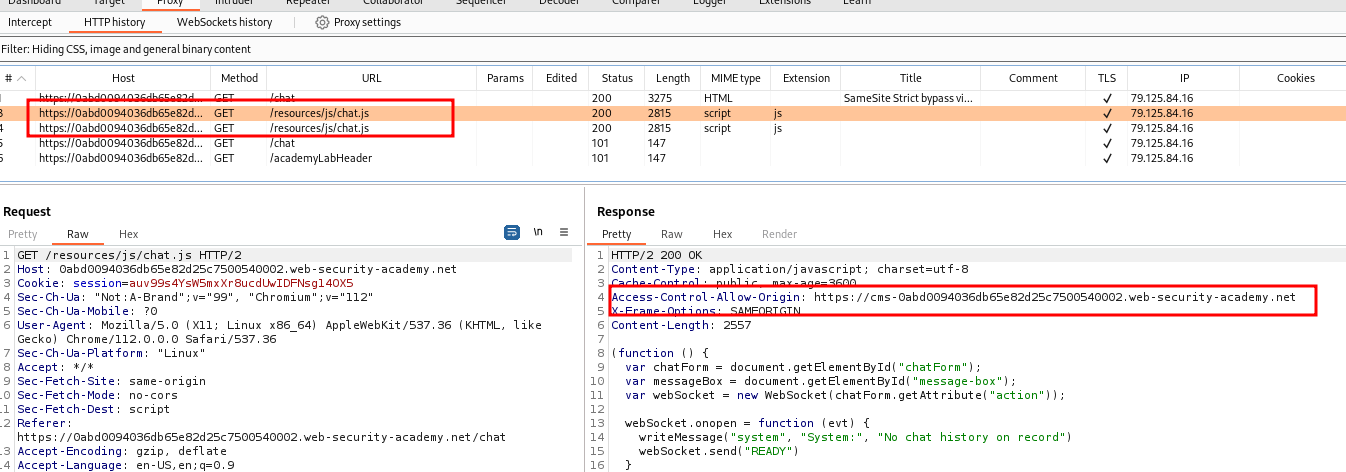 Dashboard Target Proxy Intruder Repeater Collaborator Sequencer Decoder Comparer Logger Extensions Learn
Intercept HTTP history WebSockets history Proxy settings
Filter: Hiding CSS, image and general binary content
# Host Method URL Params Edited Status Length MIME type Extension Title Comment TLS IP Cookies
https://0abd0094036db65e82d... GET /chat 200 3275 HTML SameSite Strict bypass vi... ✓ 79.125.84.16
3 https://0abd0094036db65e82d... GET /resources/js/chat.js 200 2815 script js ✓ 79.125.84.16
4 https://0abd0094036db65e82d... GET /resources/js/chat.js 200 2815 script js ✓ 79.125.84.16
5 https://0abd0094036db65e82d... GET /chat 101 147 ✓ 79.125.84.16
6 https://0abd0094036db65e82d... GET /academyLabHeader 101 147 ✓ 79.125.84.16
Request
Pretty Raw Hex \n
1 GET /resources/js/chat.js HTTP/2
2 Host: 0abd0094036db65e82d25c7500540002.web-security-academy.net
3 Cookie: session=auv99s4YsW5mxXr8ucdUwIDFNsgl4OX5
4 Sec-Ch-Ua: "Not:A-Brand";v="99", "Chromium";v="112"
5 Sec-Ch-Ua-Mobile: ?0
6 User-Agent: Mozilla/5.0 (X11; Linux x86_64) AppleWebKit/537.36 (KHTML, like
Gecko) Chrome/112.0.0.0 Safari/537.36
7 Sec-Ch-Ua-Platform: "Linux"
8 Accept: */*
9 Sec-Fetch-Site: same-origin
10 Sec-Fetch-Mode: no-cors
11 Sec-Fetch-Dest: script
12 Referer:
https://0abd0094036db65e82d25c7500540002.web-security-academy.net/chat
13 Accept-Encoding: gzip, deflate
14 Accept-Language: en-US,en;q=0.9
Response
Pretty Raw Hex Render
1 HTTP/2 200 OK
2 Content-Type: application/javascript; charset=utf-8
3 Cache-Control: public, max-age=3600
4 Access-Control-Allow-Origin: https://cms-0abd0094036db65e82d25c7500540002.web-security-academy.net
5 X-Frame-Options: SAMEORIGIN
6 Content-Length: 2557
7
8 (function () {
9 var chatForm = document.getElementById("chatForm");
10 var messageBox = document.getElementById("message-box");
11 var webSocket = new WebSocket(chatForm.getAttribute("action"));
12
13 webSocket.onopen = function (evt) {
14 writeMessage("system", "System:", "No chat history on record")
15 webSocket.send("READY")
16 }